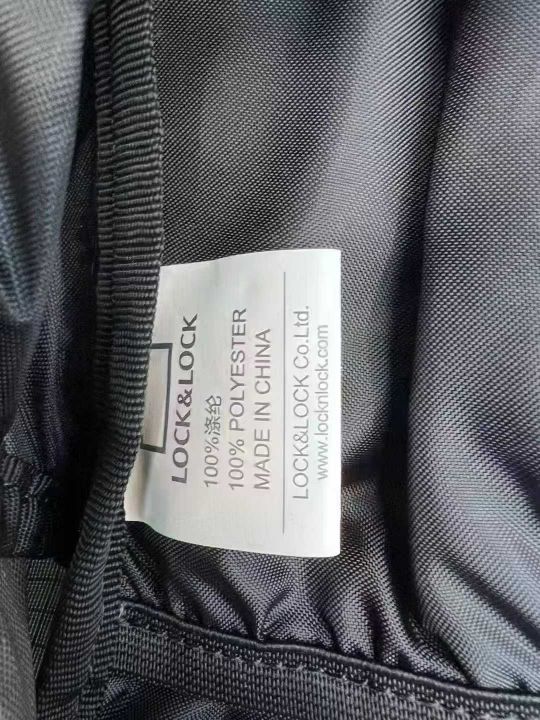 LOCK&LOCK
100%涤纶
100% POLYESTER
MADE IN CHINA
LOCK&LOCK Co.Ltd.
www.locknlock.com